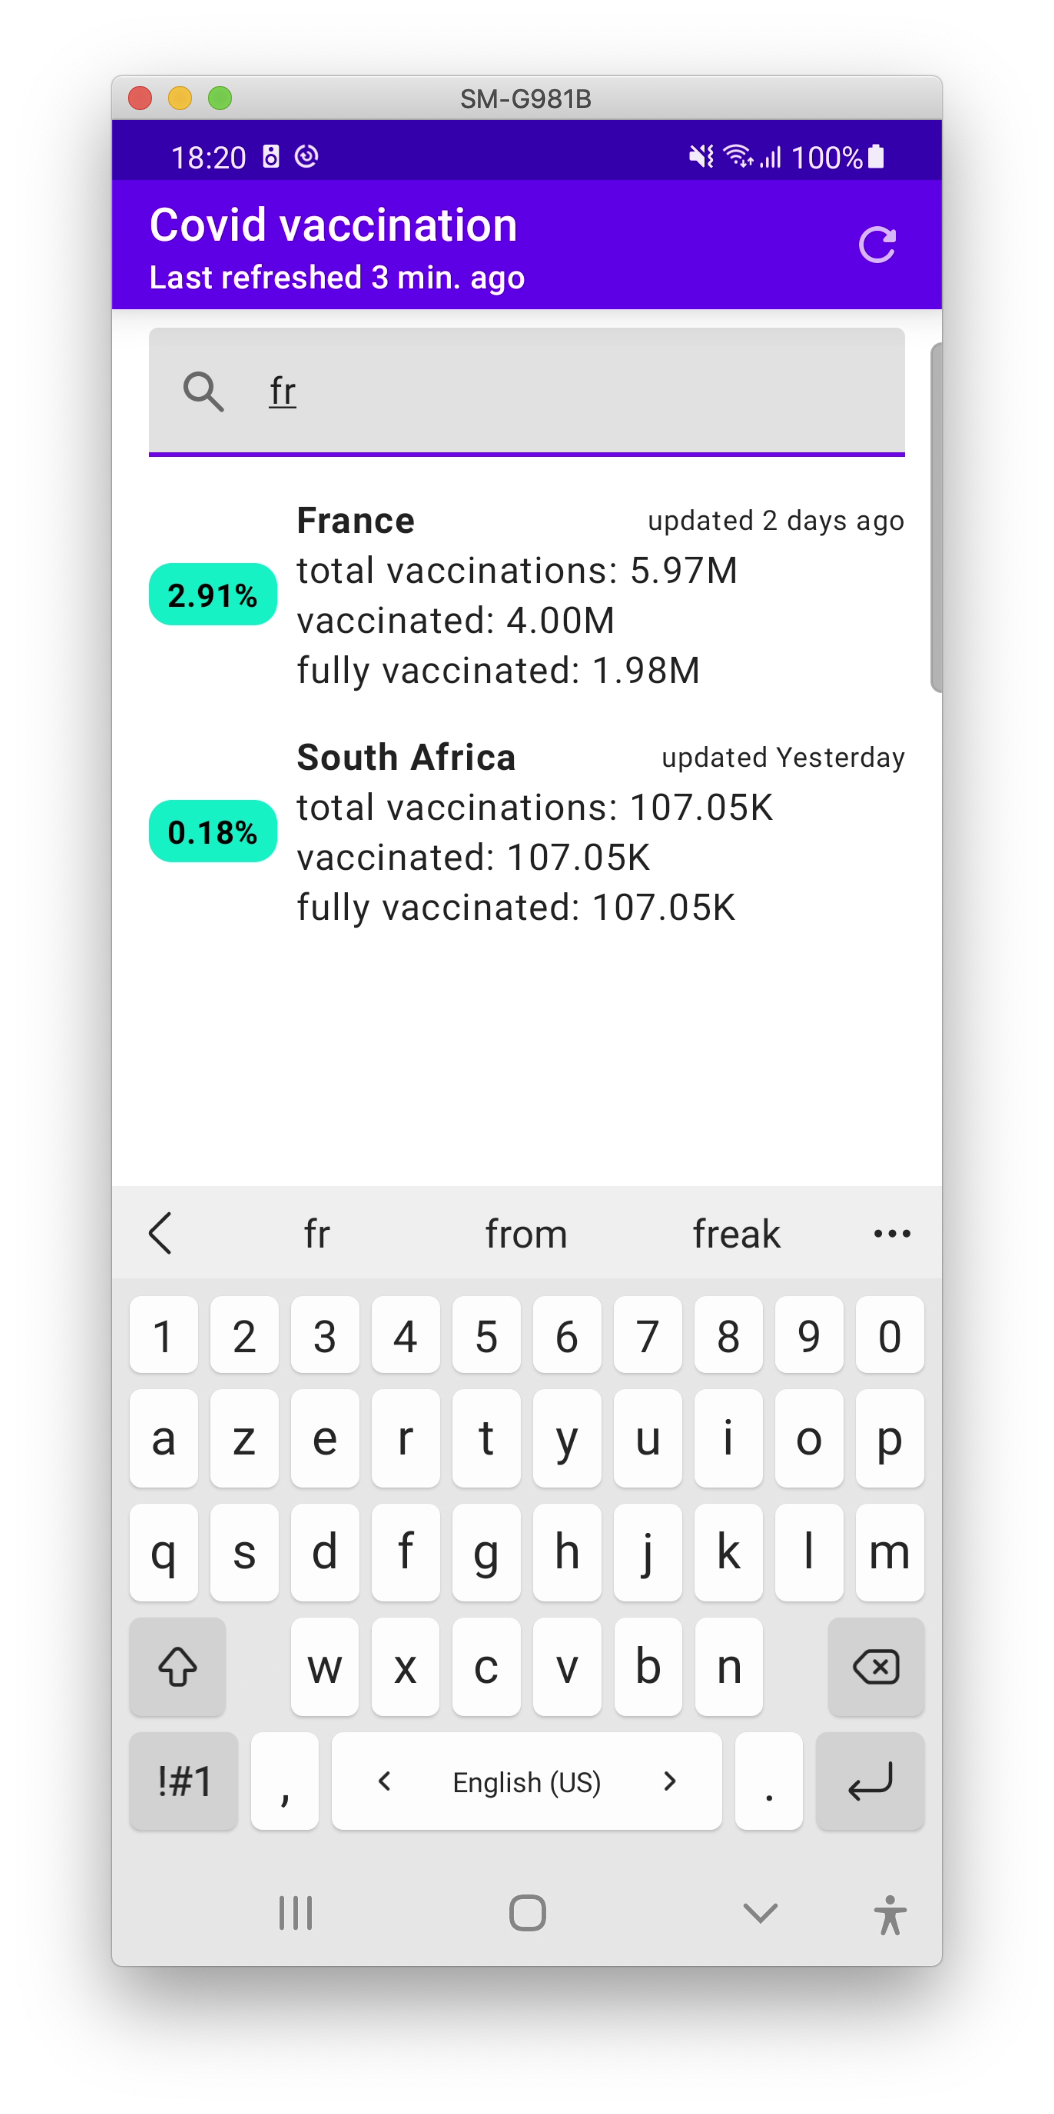 SM-G981B
18:20 100%
Covid vaccination
Last refreshed 3 min. ago
fr
France updated 2 days ago
2.91%
total vaccinations: 5.97M
vaccinated: 4.00M
fully vaccinated: 1.98M
South Africa updated Yesterday
0.18%
total vaccinations: 107.05K
vaccinated: 107.05K
fully vaccinated: 107.05K
fr from freak
1 2 3 4 5 6 7 8 9 0
a z e r t y u i o p
q s d f g h j k l m
w x c v b n
!#1 , English (US) .